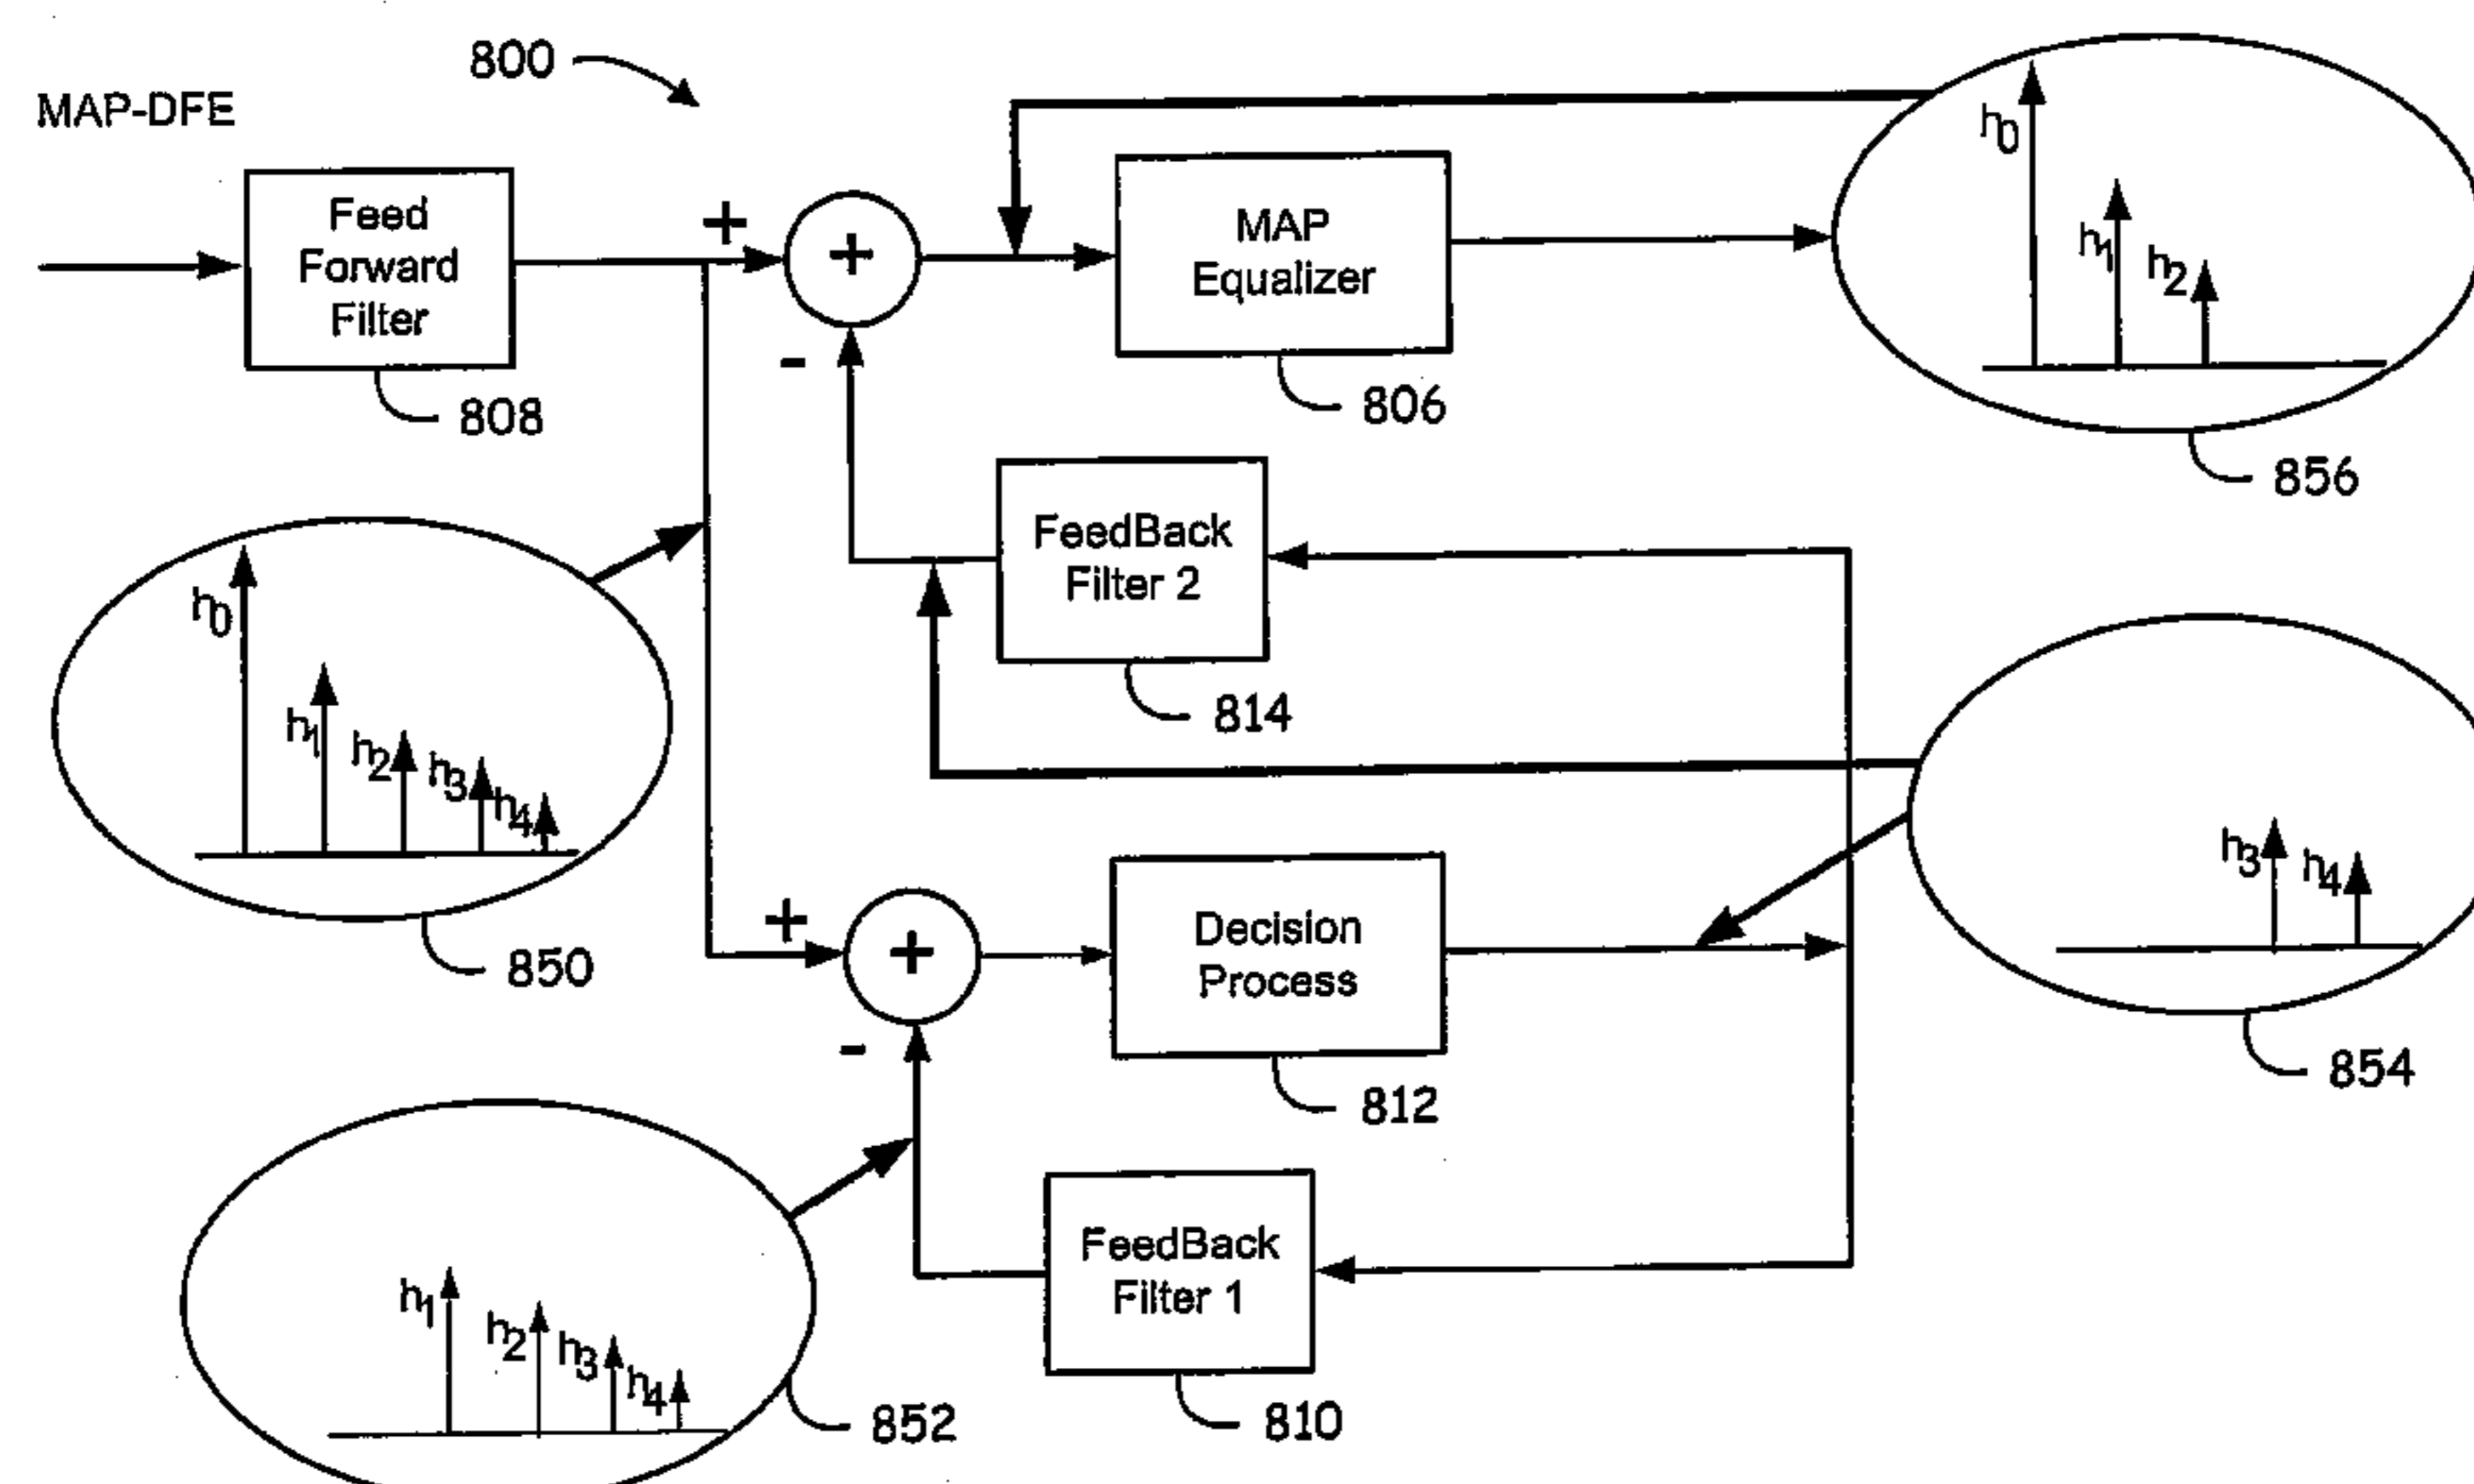 800
MAP-DFE
Feed
Forward
Filter
808
+
+
-
MAP
Equalizer
806
h0
h1
h2
856
FeedBack
Filter 2
814
h0
h1
h2
h3
h4
850
+
+
-
Decision
Process
812
h3
h4
854
FeedBack
Filter 1
810
h1
h2
h3
h4
852